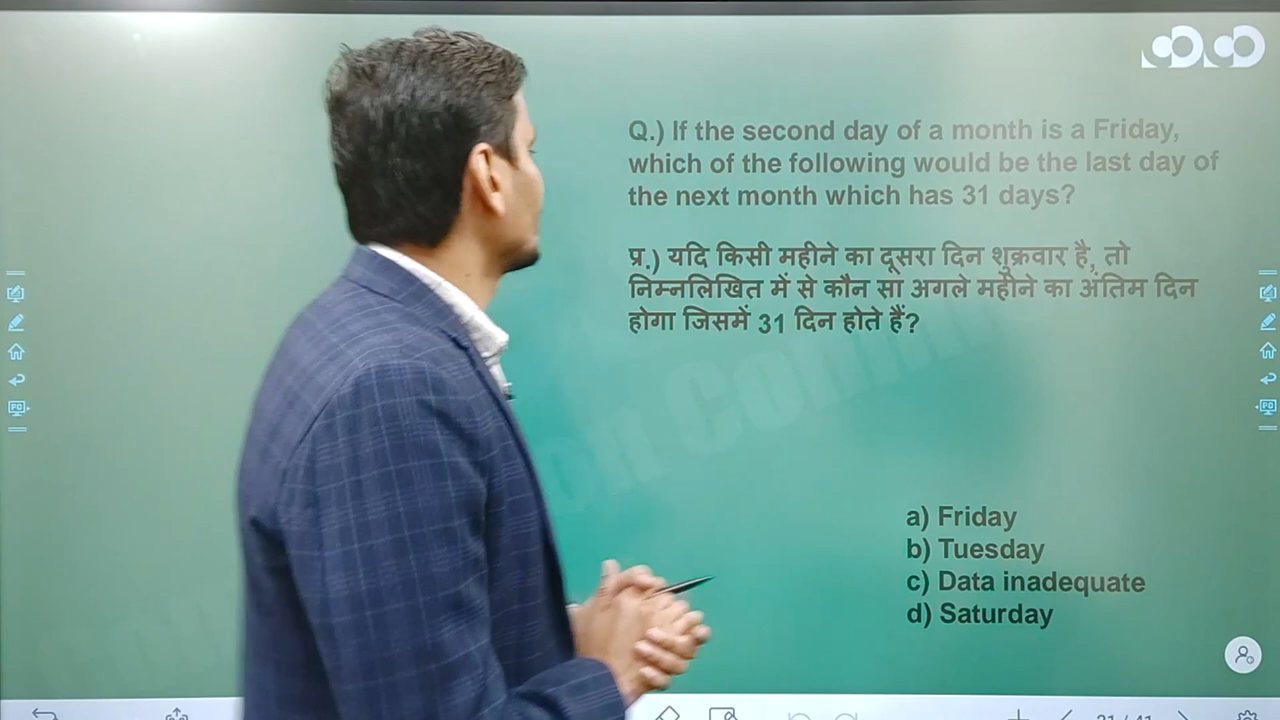 Q.) If the second day of a month is a Friday,
which of the following would be the last day of
the next month which has 31 days?
प्र.) यदि किसी महीने का दूसरा दिन शुक्रवार है, तो
निम्नलिखित में से कौन सा अगले महीने का अंतिम दिन
होगा जिसमें 31 दिन होते हैं?
a) Friday
b) Tuesday
c) Data inadequate
d) Saturday